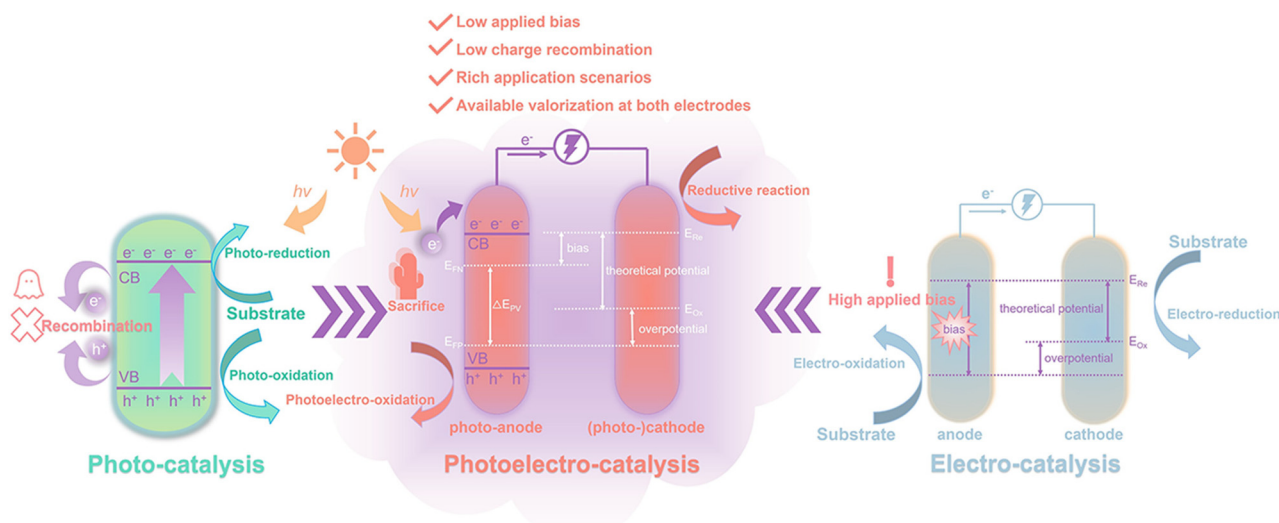 Low applied bias
Low charge recombination
Rich application scenarios
Available valorization at both electrodes
hv
hv
e⁻ e⁻ e⁻ e⁻
CB
Photo-reduction
e⁻
Recombination
h⁺
Substrate
VB
h⁺ h⁺ h⁺ h⁺
Photo-oxidation
Photo-catalysis
e⁻
e⁻
Sacrifice
e⁻ e⁻ e⁻
CB
E_FN
ΔE_PV
E_FP
VB
h⁺ h⁺ h⁺
Photoelectro-oxidation
bias
theoretical potential
overpotential
E_Re
E_Ox
Reductive reaction
photo-anode
(photo-)cathode
Photoelectro-catalysis
!
High applied bias
e⁻
Substrate
E_Re
theoretical potential
Electro-reduction
bias
E_Ox
overpotential
Electro-oxidation
Substrate
anode
cathode
Electro-catalysis